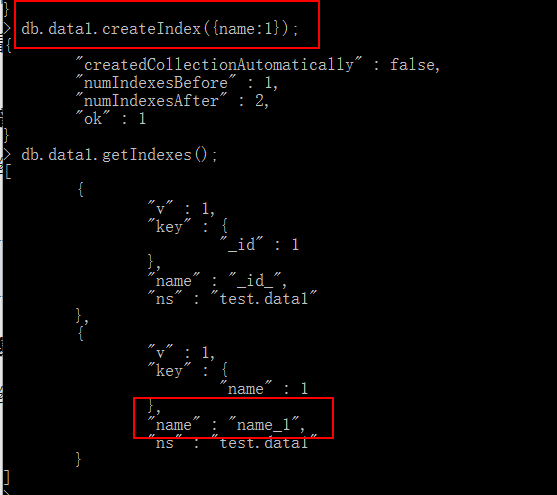 }
> db.data1.createIndex({name:1});
{
        "createdCollectionAutomatically" : false,
        "numIndexesBefore" : 1,
        "numIndexesAfter" : 2,
        "ok" : 1
}
> db.data1.getIndexes();
[
        {
                "v" : 1,
                "key" : {
                        "_id" : 1
                },
                "name" : "_id_",
                "ns" : "test.data1"
        },
        {
                "v" : 1,
                "key" : {
                        "name" : 1
                },
                "name" : "name_1",
                "ns" : "test.data1"
        }
]
>